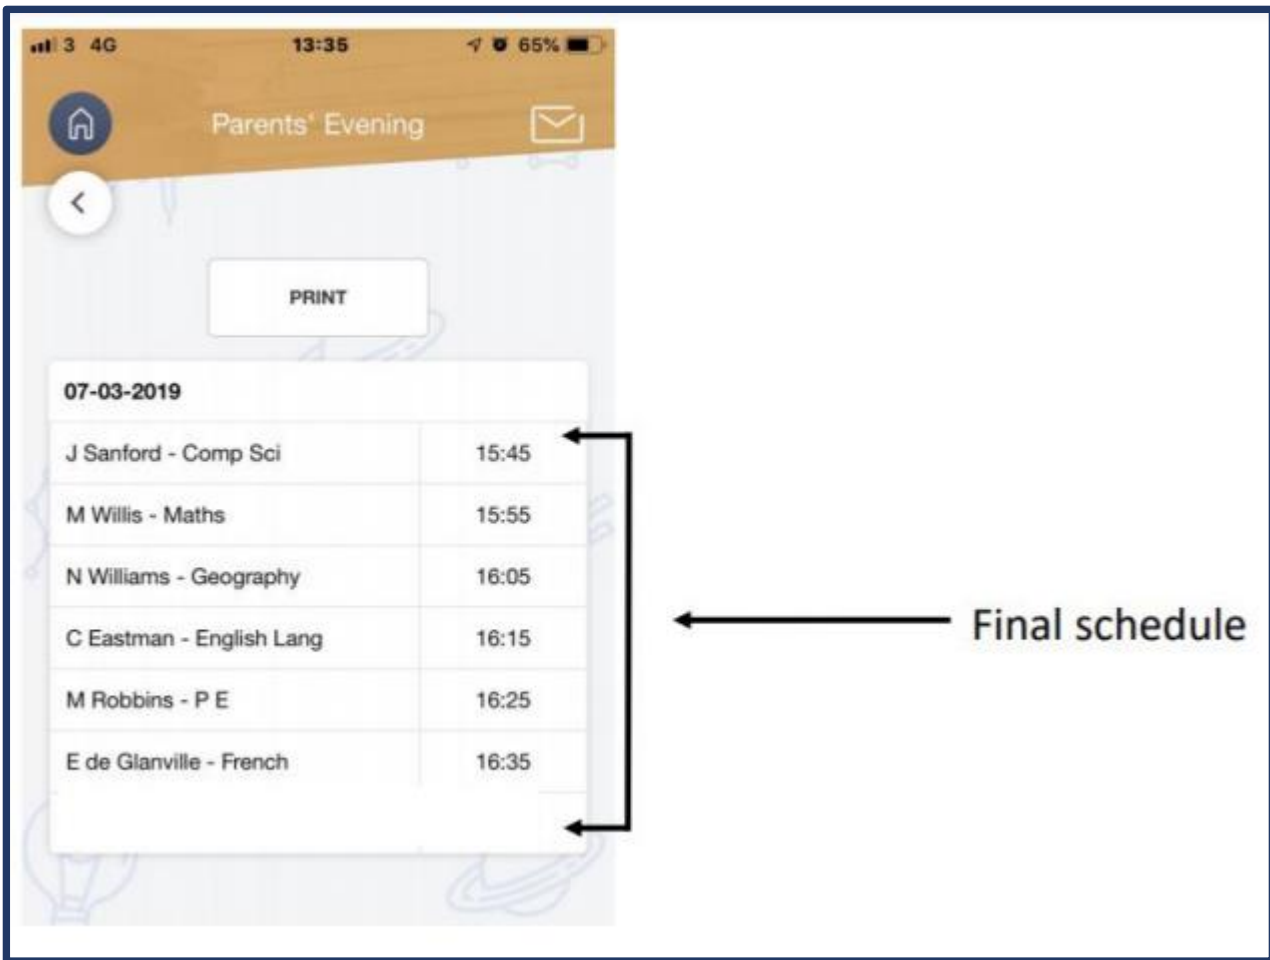 3 4G 13:35 65%
Parents' Evening
PRINT
07-03-2019
J Sanford - Comp Sci 15:45
M Willis - Maths 15:55
N Williams - Geography 16:05
C Eastman - English Lang 16:15
M Robbins - P E 16:25
E de Glanville - French 16:35
Final schedule